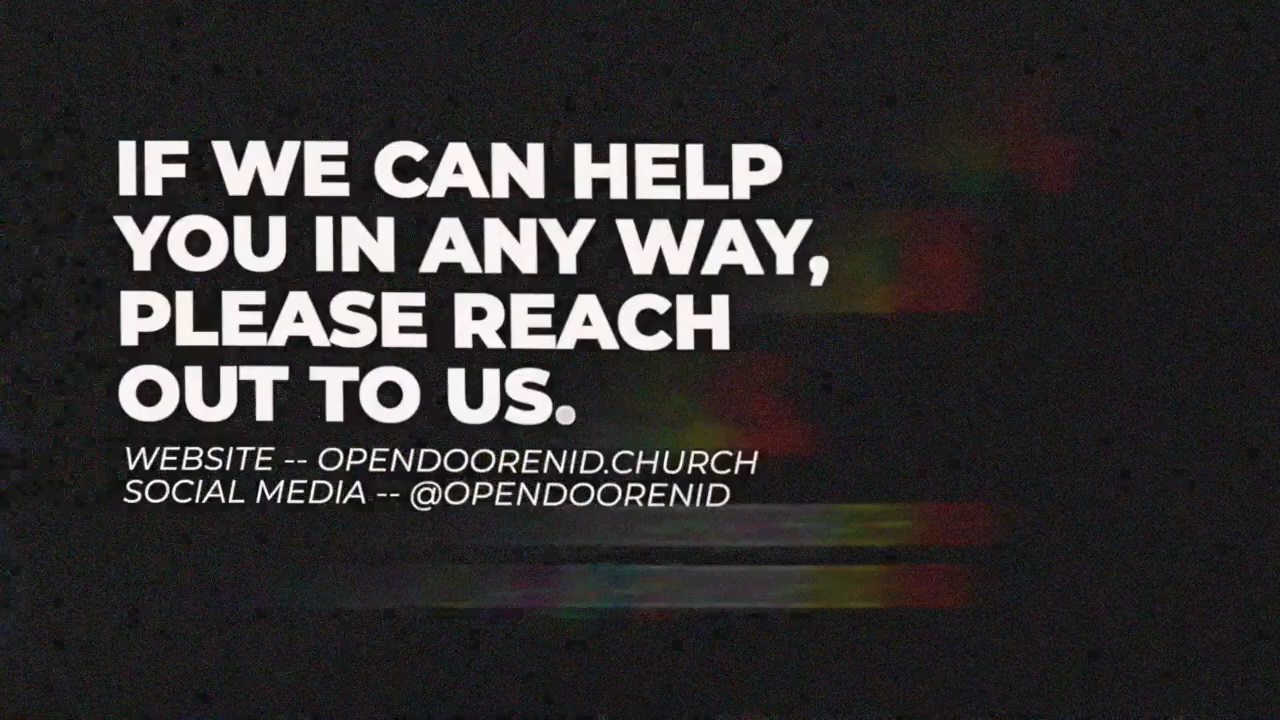 IF WE CAN HELP
YOU IN ANY WAY,
PLEASE REACH
OUT TO US.
WEBSITE -- OPENDOORENID.CHURCH
SOCIAL MEDIA -- @OPENDOORENID